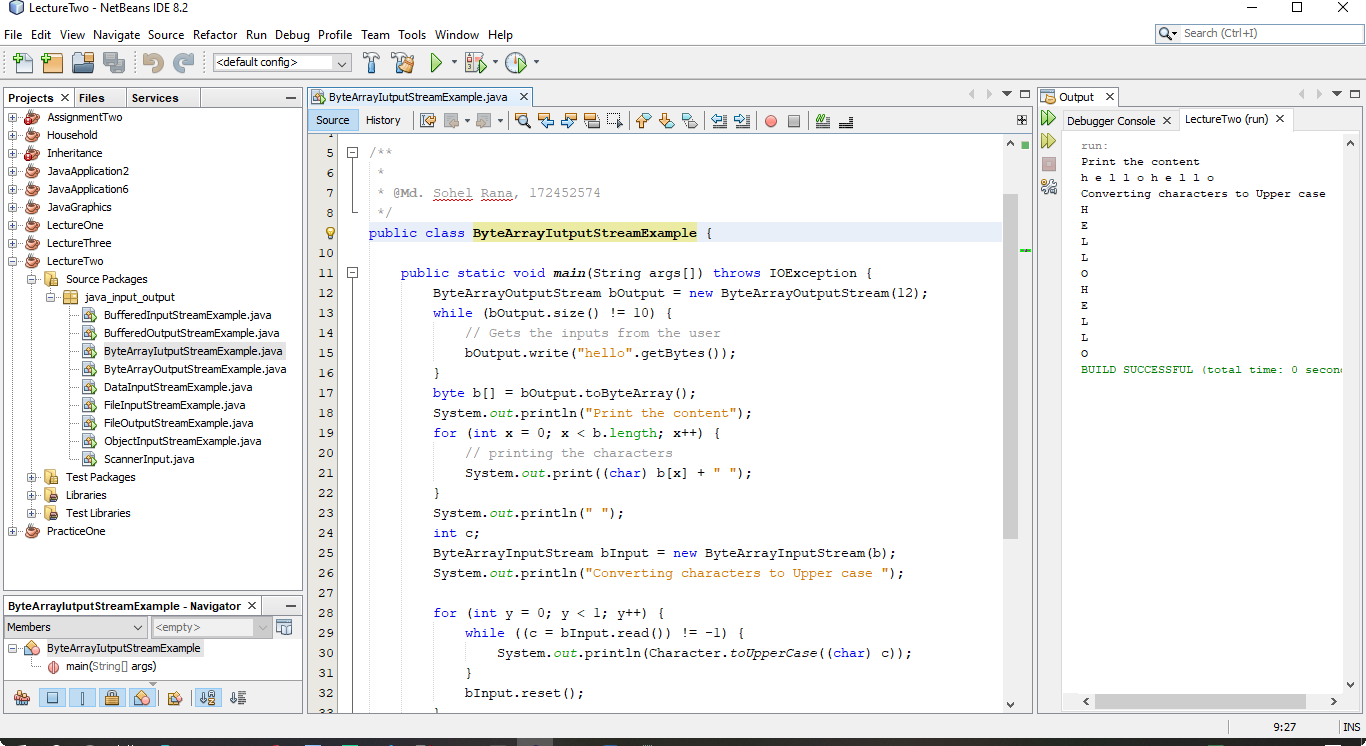 LectureTwo - NetBeans IDE 8.2
File Edit View Navigate Source Refactor Run Debug Profile Team Tools Window Help
Search (Ctrl+I)
<default config>
Projects Files Services
AssignmentTwo
Household
Inheritance
JavaApplication2
JavaApplication6
JavaGraphics
LectureOne
LectureThree
LectureTwo
Source Packages
java_input_output
BufferedInputStreamExample.java
BufferedOutputStreamExample.java
ByteArrayIutputStreamExample.java
ByteArrayOutputStreamExample.java
DataInputStreamExample.java
FileInputStreamExample.java
FileOutputStreamExample.java
ObjectInputStreamExample.java
ScannerInput.java
Test Packages
Libraries
Test Libraries
PracticeOne
ByteArrayIutputStreamExample - Navigator
Members <empty>
ByteArrayIutputStreamExample
main(String[] args)
ByteArrayIutputStreamExample.java
Source History
5 /**
6 *
7 * @Md. Sohel Rana, 172452574
8 */
public class ByteArrayIutputStreamExample {
10
11 public static void main(String args[]) throws IOException {
12 ByteArrayOutputStream bOutput = new ByteArrayOutputStream(12);
13 while (bOutput.size() != 10) {
14 // Gets the inputs from the user
15 bOutput.write("hello".getBytes());
16 }
17 byte b[] = bOutput.toByteArray();
18 System.out.println("Print the content");
19 for (int x = 0; x < b.length; x++) {
20 // printing the characters
21 System.out.print((char) b[x] + " ");
22 }
23 System.out.println(" ");
24 int c;
25 ByteArrayInputStream bInput = new ByteArrayInputStream(b);
26 System.out.println("Converting characters to Upper case ");
27
28 for (int y = 0; y < 1; y++) {
29 while ((c = bInput.read()) != -1) {
30 System.out.println(Character.toUpperCase((char) c));
31 }
32 bInput.reset();
Output
Debugger Console LectureTwo (run)
run:
Print the content
h e l l o h e l l o
Converting characters to Upper case
H
E
L
L
O
H
E
L
L
O
BUILD SUCCESSFUL (total time: 0 secon
9:27 INS